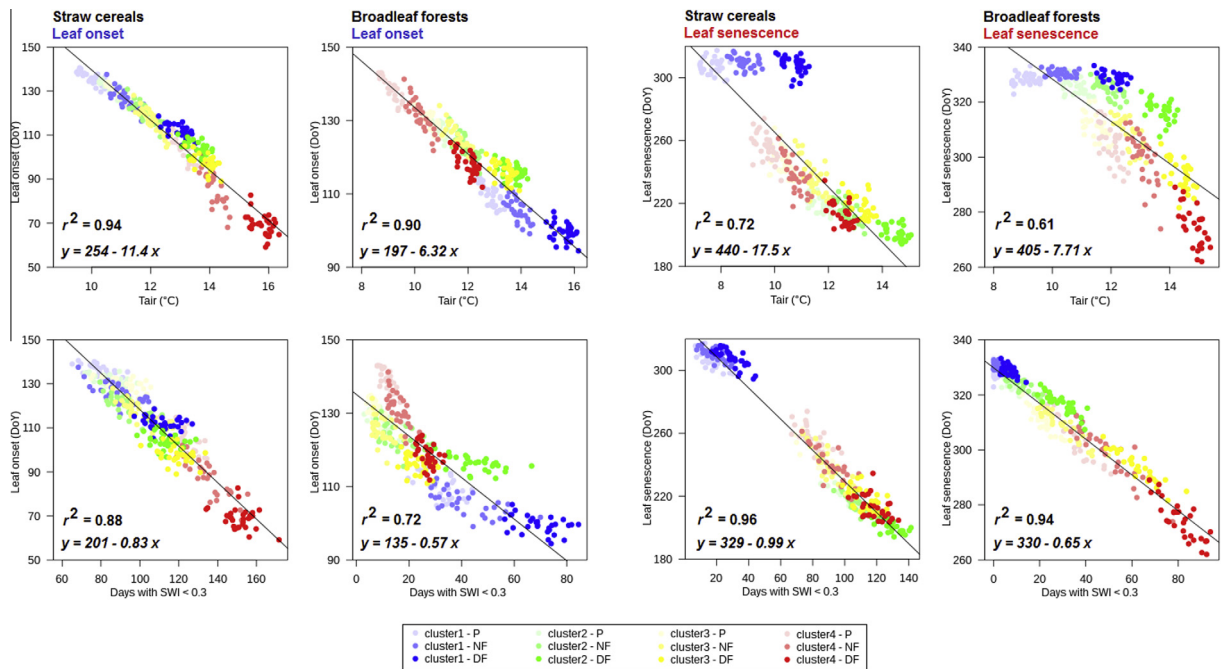 Straw cereals
Leaf onset
Broadleaf forests
Leaf onset
Straw cereals
Leaf senescence
Broadleaf forests
Leaf senescence
Leaf onset (DoY)
150
130
110
90
70
50
r² = 0.94
y = 254 - 11.4 x
10 12 14 16
Tair (°C)
Leaf onset (DoY)
150
130
110
90
r² = 0.90
y = 197 - 6.32 x
8 10 12 14 16
Tair (°C)
Leaf senescence (DoY)
300
260
220
180
r² = 0.72
y = 440 - 17.5 x
8 10 12 14
Tair (°C)
Leaf senescence (DoY)
340
320
300
280
260
r² = 0.61
y = 405 - 7.71 x
8 10 12 14
Tair (°C)
Leaf onset (DoY)
150
130
110
90
70
50
r² = 0.88
y = 201 - 0.83 x
60 80 100 120 140 160
Days with SWI < 0.3
Leaf onset (DoY)
150
130
110
90
r² = 0.72
y = 135 - 0.57 x
0 20 40 60 80
Days with SWI < 0.3
Leaf senescence (DoY)
300
260
220
180
r² = 0.96
y = 329 - 0.99 x
20 40 60 80 100 120 140
Days with SWI < 0.3
Leaf senescence (DoY)
340
320
300
280
260
r² = 0.94
y = 330 - 0.65 x
0 20 40 60 80
Days with SWI < 0.3
cluster1 - P cluster2 - P cluster3 - P cluster4 - P
cluster1 - NF cluster2 - NF cluster3 - NF cluster4 - NF
cluster1 - DF cluster2 - DF cluster3 - DF cluster4 - DF